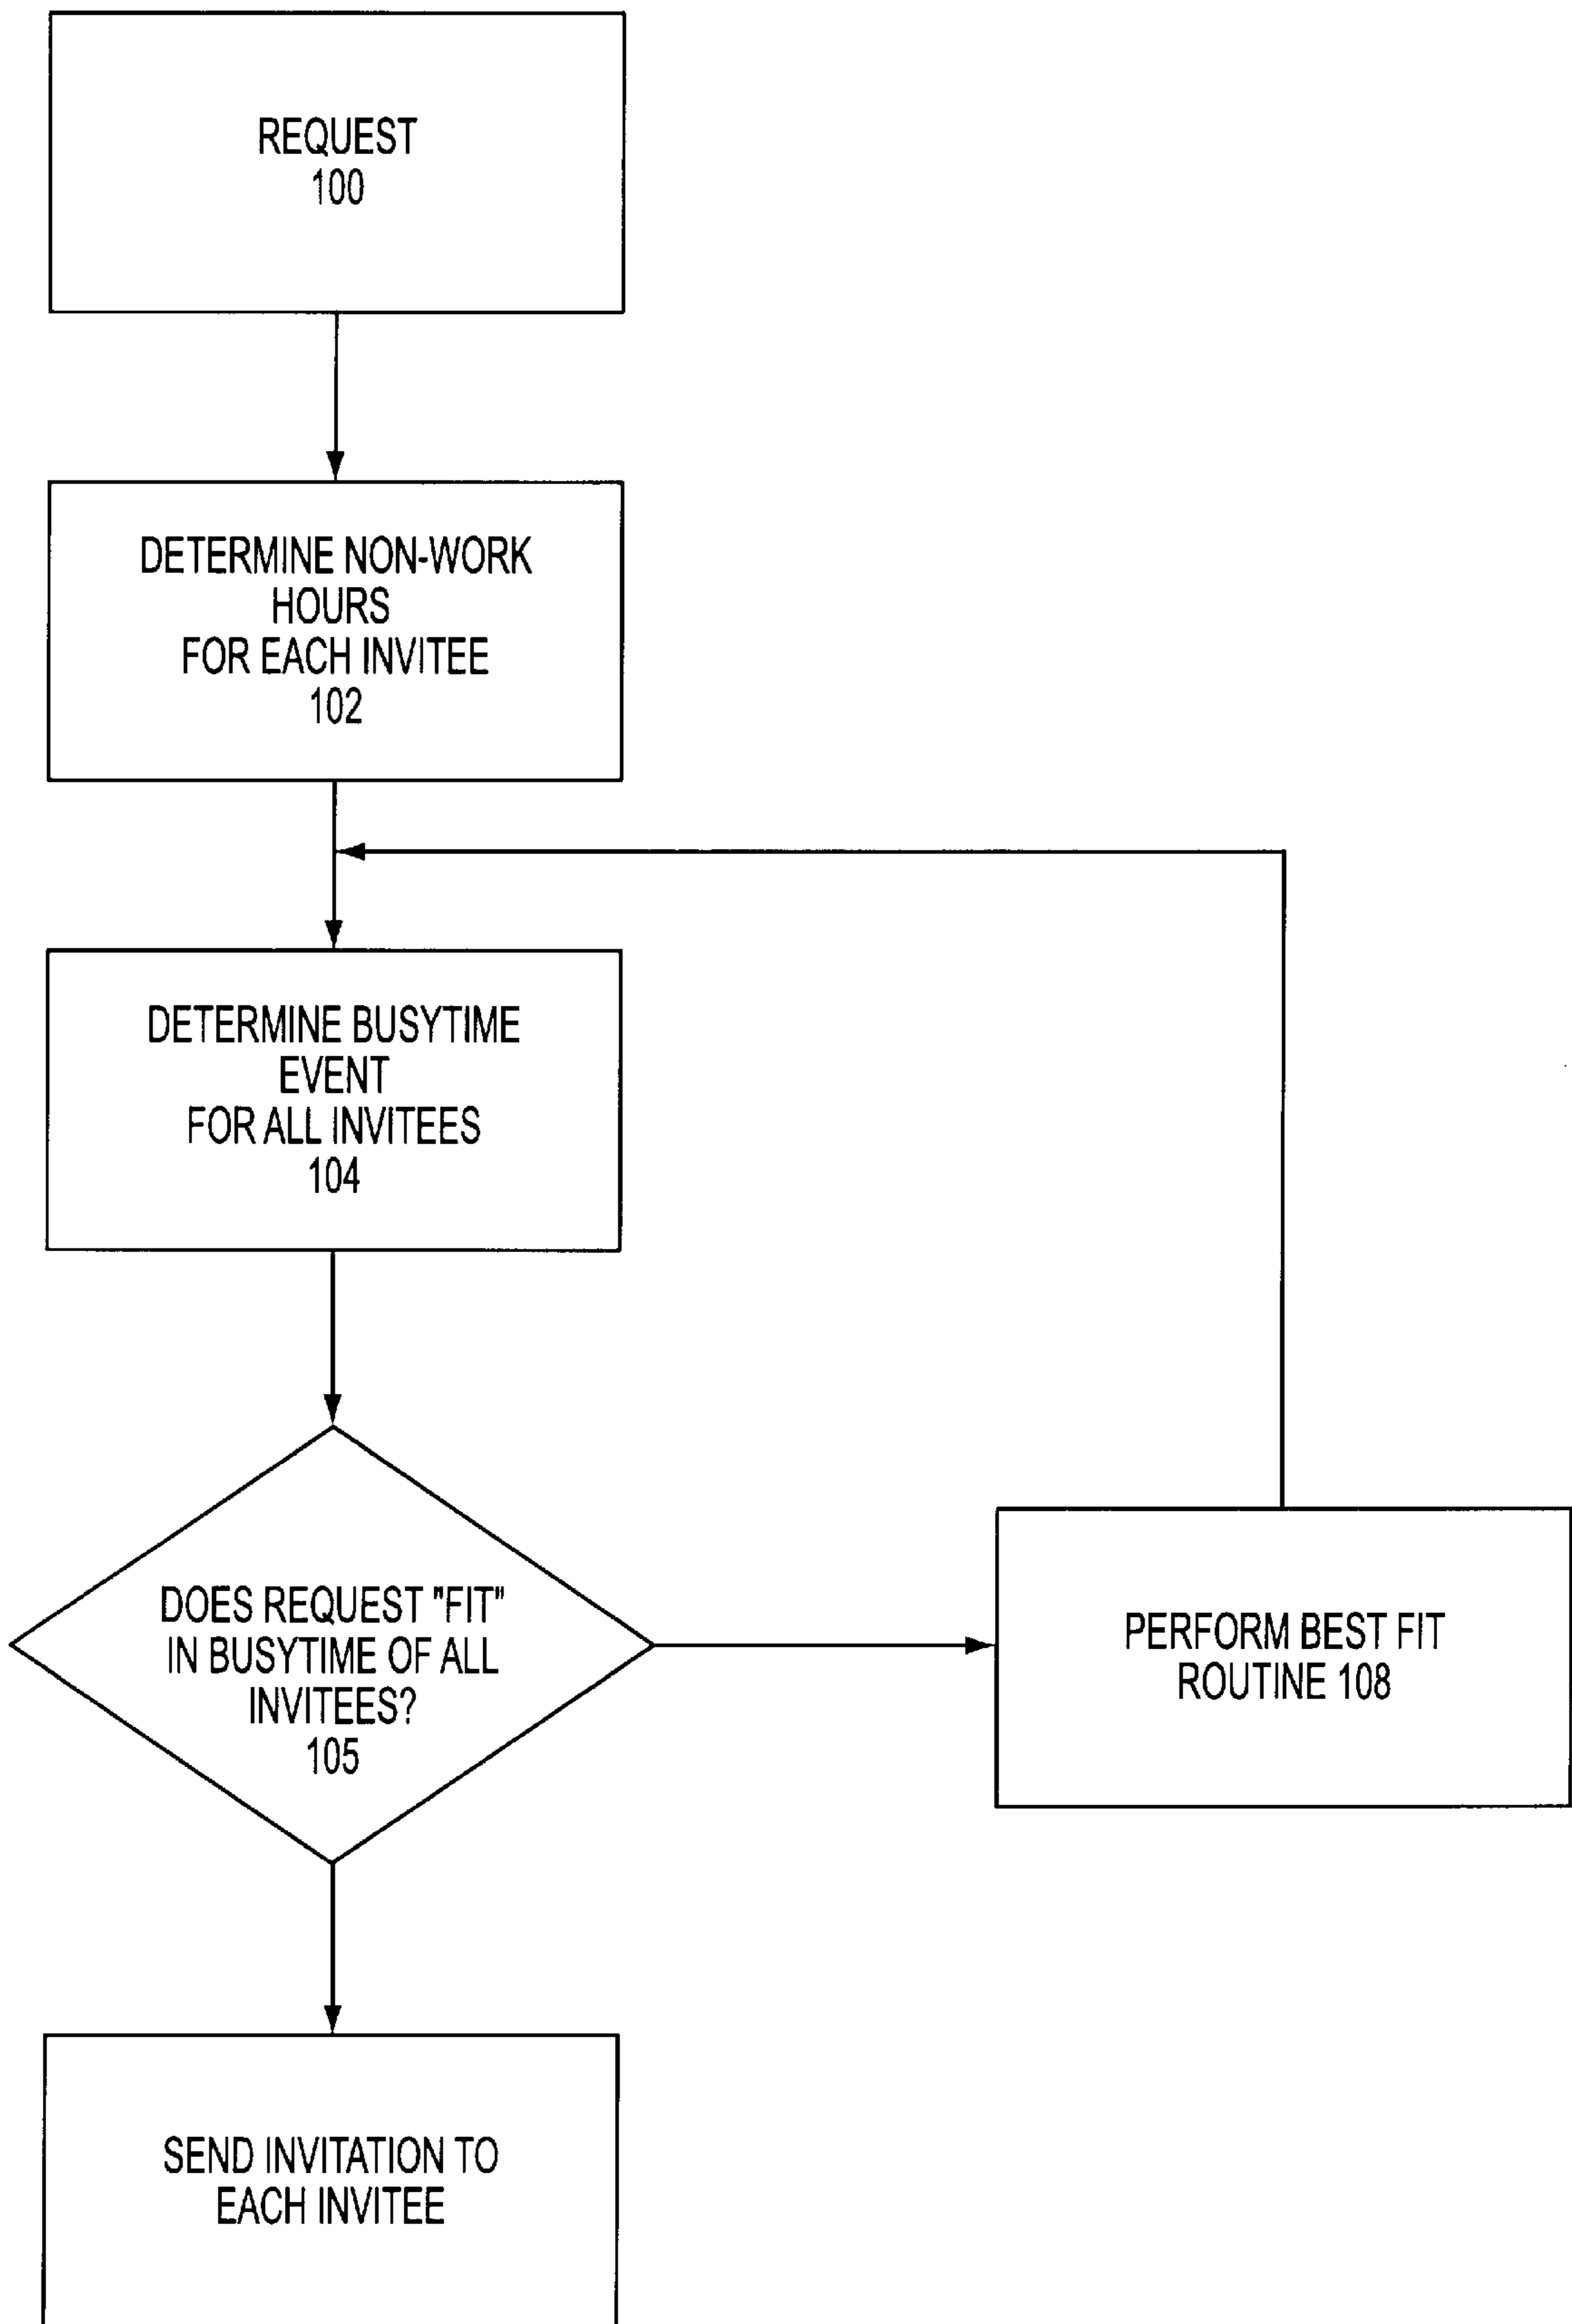 REQUEST
100
DETERMINE NON-WORK
HOURS
FOR EACH INVITEE
102
DETERMINE BUSYTIME
EVENT
FOR ALL INVITEES
104
DOES REQUEST "FIT"
IN BUSYTIME OF ALL
INVITEES?
105
PERFORM BEST FIT
ROUTINE 108
SEND INVITATION TO
EACH INVITEE